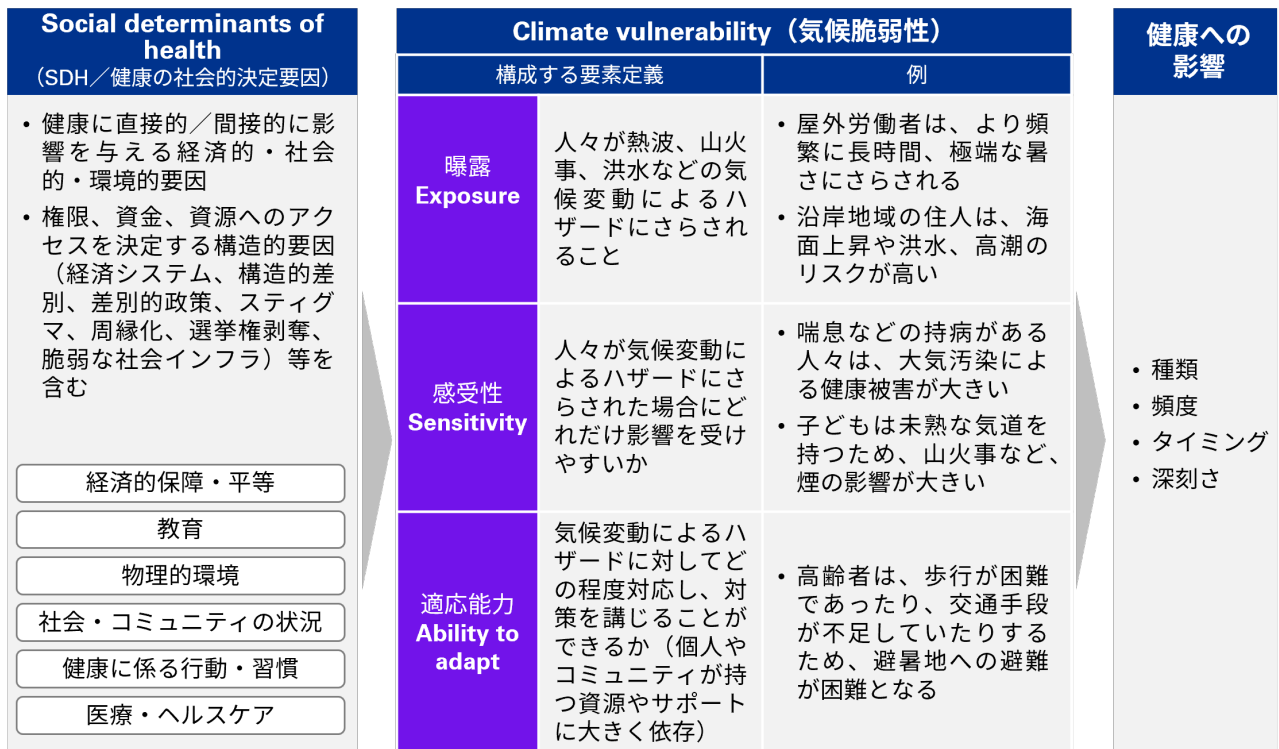 Social determinants of
health
（SDH／健康の社会的決定要因）
• 健康に直接的／間接的に影
響を与える経済的・社会
的・環境的要因
• 権限、資金、資源へのアク
セスを決定する構造的要因
（経済システム、構造的差
別、差別的政策、スティグ
マ、周縁化、選挙権剥奪、
脆弱な社会インフラ）等を
含む
経済的保障・平等
教育
物理的環境
社会・コミュニティの状況
健康に係る行動・習慣
医療・ヘルスケア
Climate vulnerability（気候脆弱性）
構成する要素定義
例
曝露
Exposure
人々が熱波、山火
事、洪水などの気
候変動によるハ
ザードにさらされ
ること
• 屋外労働者は、より頻
繁に長時間、極端な暑
さにさらされる
• 沿岸地域の住人は、海
面上昇や洪水、高潮の
リスクが高い
感受性
Sensitivity
人々が気候変動に
よるハザードにさ
らされた場合にど
れだけ影響を受け
やすいか
• 喘息などの持病がある
人々は、大気汚染によ
る健康被害が大きい
• 子どもは未熟な気道を
持つため、山火事など、
煙の影響が大きい
適応能力
Ability to
adapt
気候変動によるハ
ザードに対してど
の程度対応し、対
策を講じることが
できるか（個人や
コミュニティが持
つ資源やサポート
に大きく依存）
• 高齢者は、歩行が困難
であったり、交通手段
が不足していたりする
ため、避暑地への避難
が困難となる
健康への
影響
• 種類
• 頻度
• タイミング
• 深刻さ